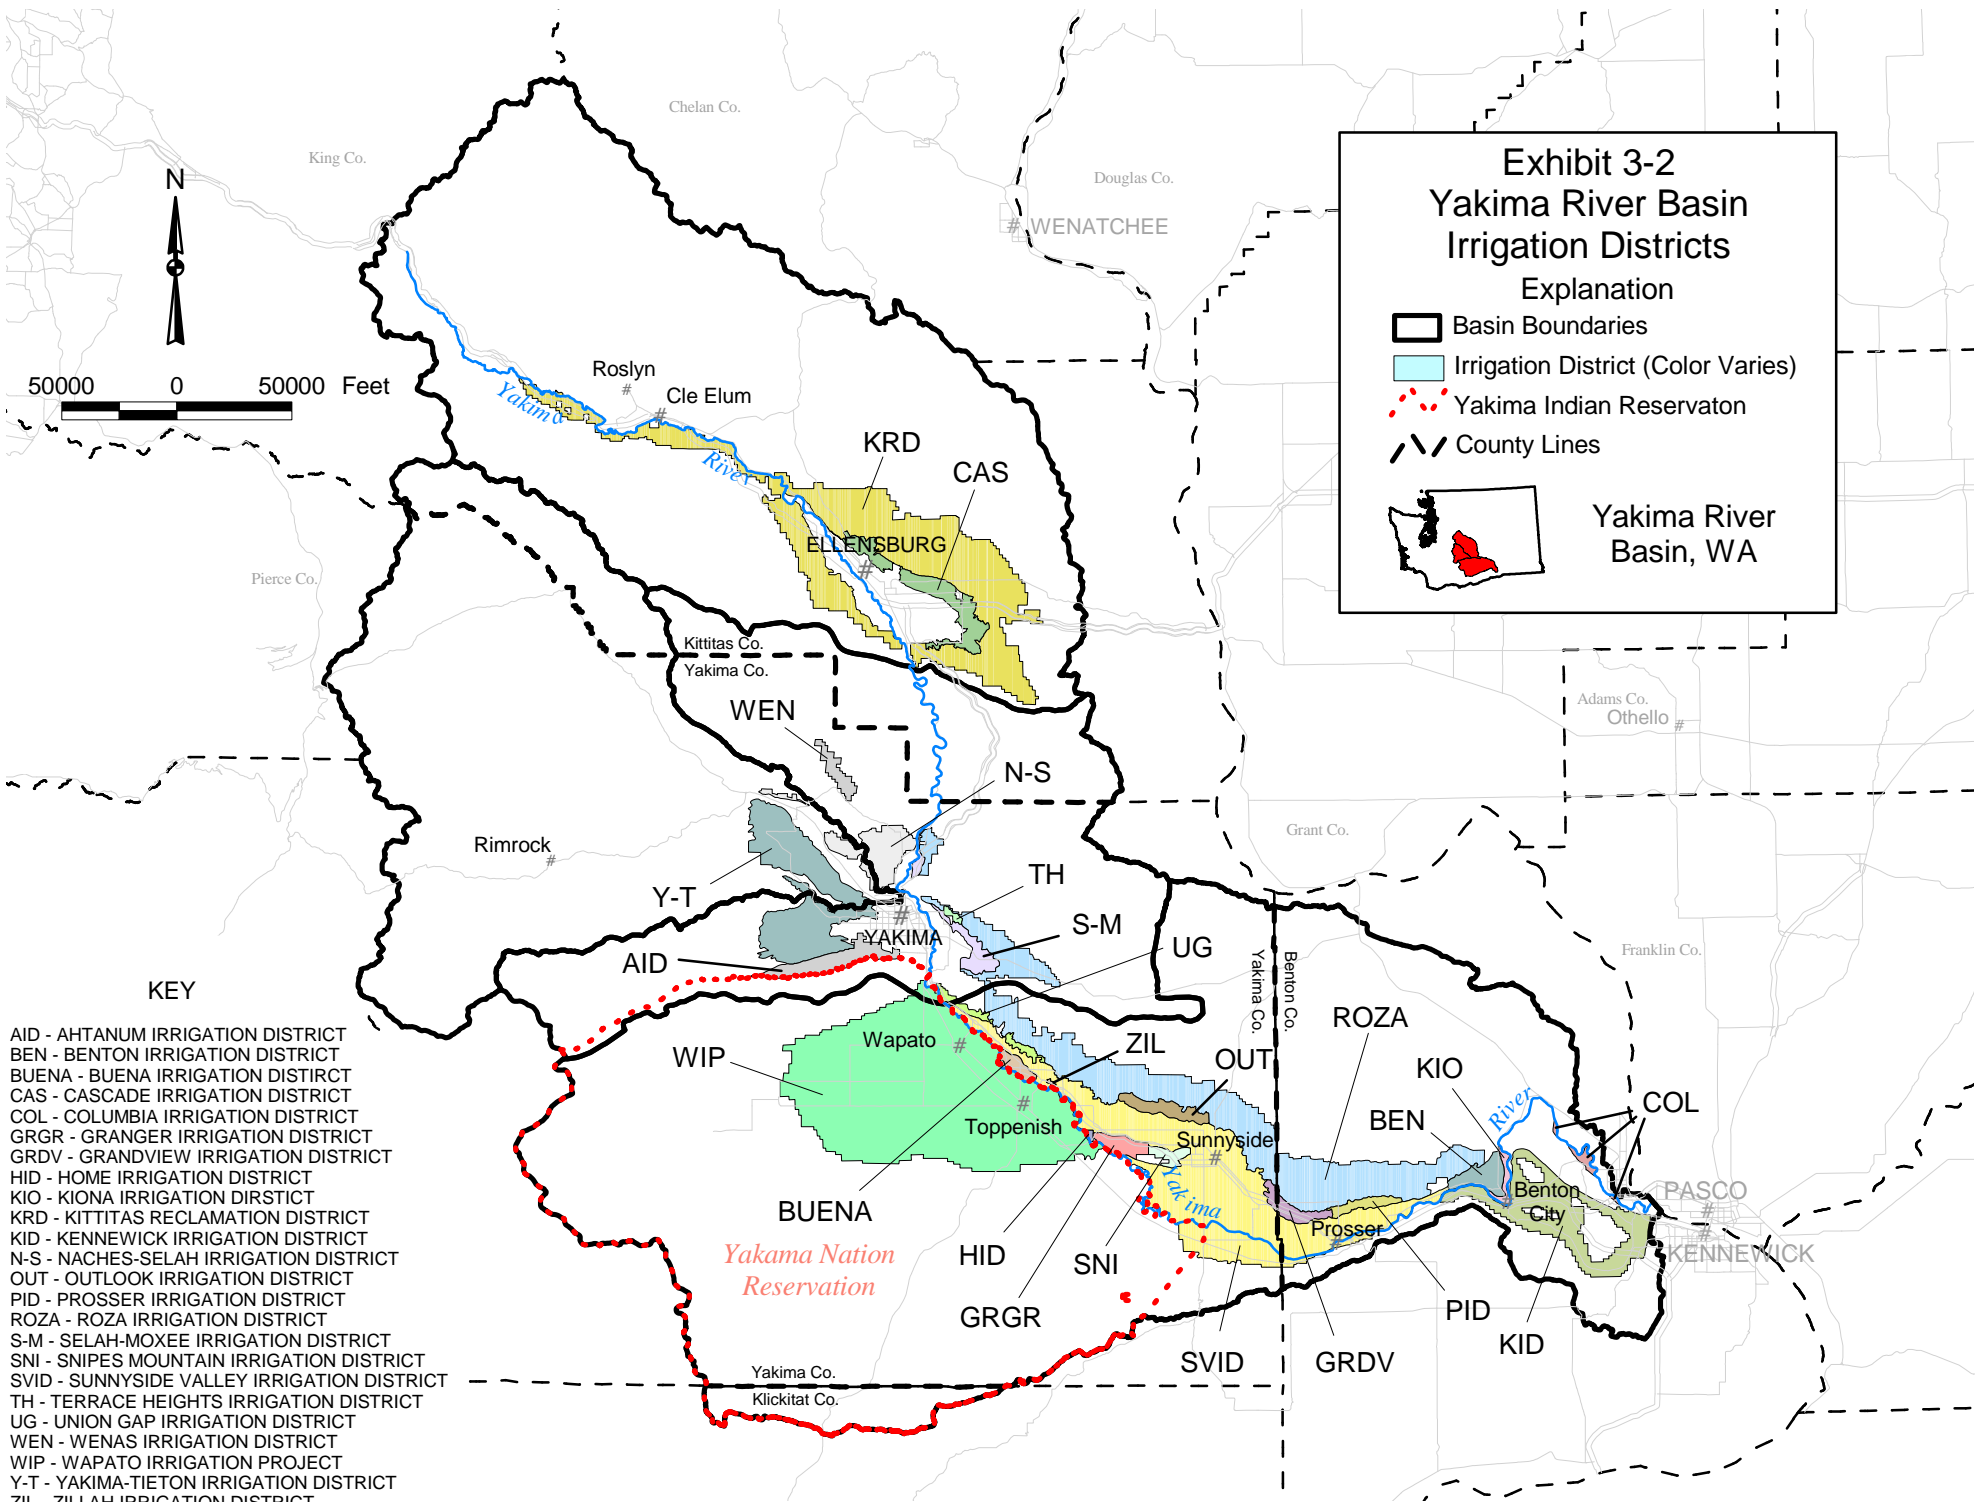 Exhibit 3-2
Yakima River Basin
Irrigation Districts
Explanation
Basin Boundaries
Irrigation District (Color Varies)
Yakima Indian Reservaton
County Lines
Yakima River
Basin, WA
N
50000 0 50000 Feet
Chelan Co.
King Co.
Douglas Co.
# WENATCHEE
Roslyn
#
Cle Elum
#
Yakima
River
KRD
CAS
ELLENSBURG
#
Pierce Co.
Kittitas Co.
Yakima Co.
WEN
N-S
Adams Co.
Othello #
Grant Co.
Rimrock
#
Y-T
TH
S-M
UG
#
YAKIMA
AID
Franklin Co.
Yakima Co.
Benton Co.
ROZA
WIP
Wapato
#
ZIL
OUT
KIO
BEN
River
COL
#
Toppenish
Sunnyside
#
BUENA
Yakima
Benton
City
#
PASCO
#
#
KENNEWICK
Prosser
#
Yakama Nation
Reservation
HID
SNI
GRGR
PID
KID
SVID
GRDV
Yakima Co.
Klickitat Co.
KEY
AID - AHTANUM IRRIGATION DISTRICT
BEN - BENTON IRRIGATION DISTRICT
BUENA - BUENA IRRIGATION DISTIRCT
CAS - CASCADE IRRIGATION DISTRICT
COL - COLUMBIA IRRIGATION DISTRICT
GRGR - GRANGER IRRIGATION DISTRICT
GRDV - GRANDVIEW IRRIGATION DISTRICT
HID - HOME IRRIGATION DISTRICT
KIO - KIONA IRRIGATION DIRSTICT
KRD - KITTITAS RECLAMATION DISTRICT
KID - KENNEWICK IRRIGATION DISTRICT
N-S - NACHES-SELAH IRRIGATION DISTRICT
OUT - OUTLOOK IRRIGATION DISTRICT
PID - PROSSER IRRIGATION DISTRICT
ROZA - ROZA IRRIGATION DISTRICT
S-M - SELAH-MOXEE IRRIGATION DISTRICT
SNI - SNIPES MOUNTAIN IRRIGATION DISTRICT
SVID - SUNNYSIDE VALLEY IRRIGATION DISTRICT
TH - TERRACE HEIGHTS IRRIGATION DISTRICT
UG - UNION GAP IRRIGATION DISTRICT
WEN - WENAS IRRIGATION DISTRICT
WIP - WAPATO IRRIGATION PROJECT
Y-T - YAKIMA-TIETON IRRIGATION DISTRICT
ZIL - ZILLAH IRRIGATION DISTRICT